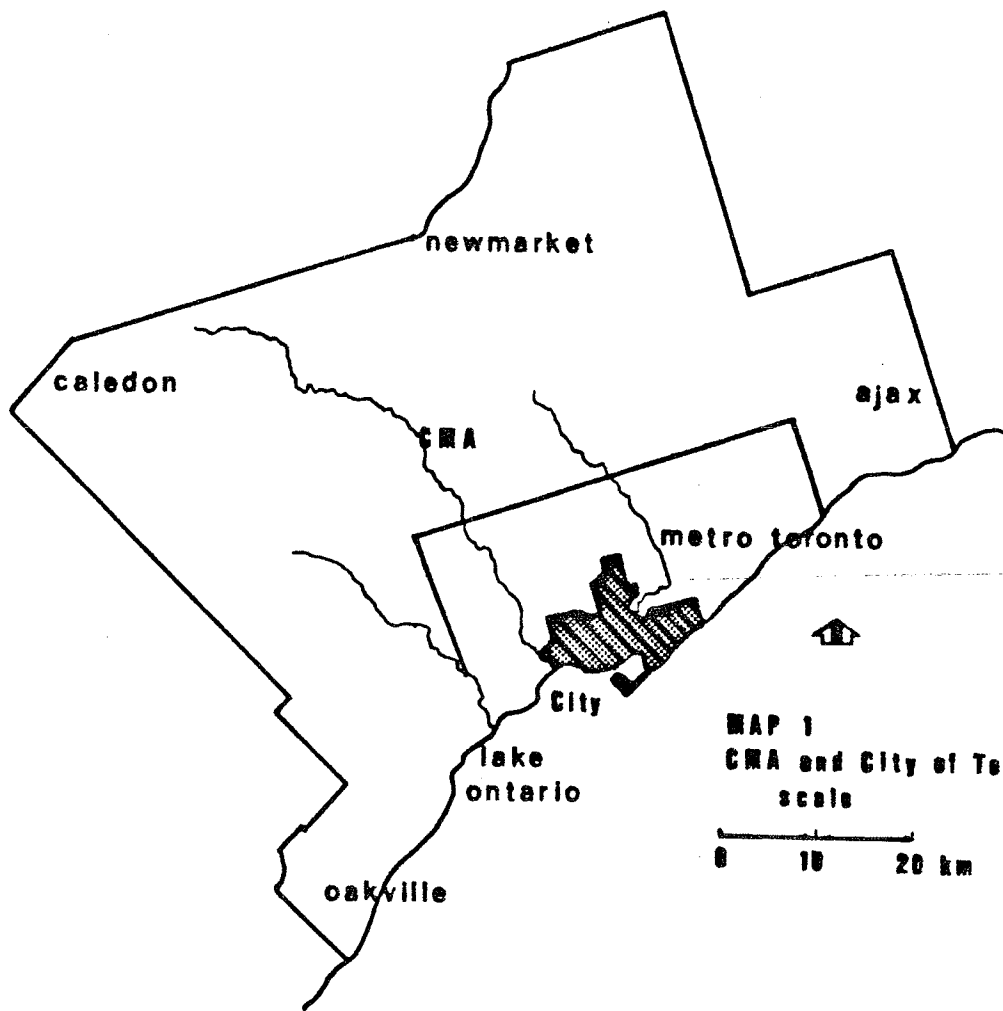 newmarket
caledon
ajax
CMA
metro toronto
City
lake
ontario
MAP 1
CMA and City of To
scale
0 10 20 km
oakville